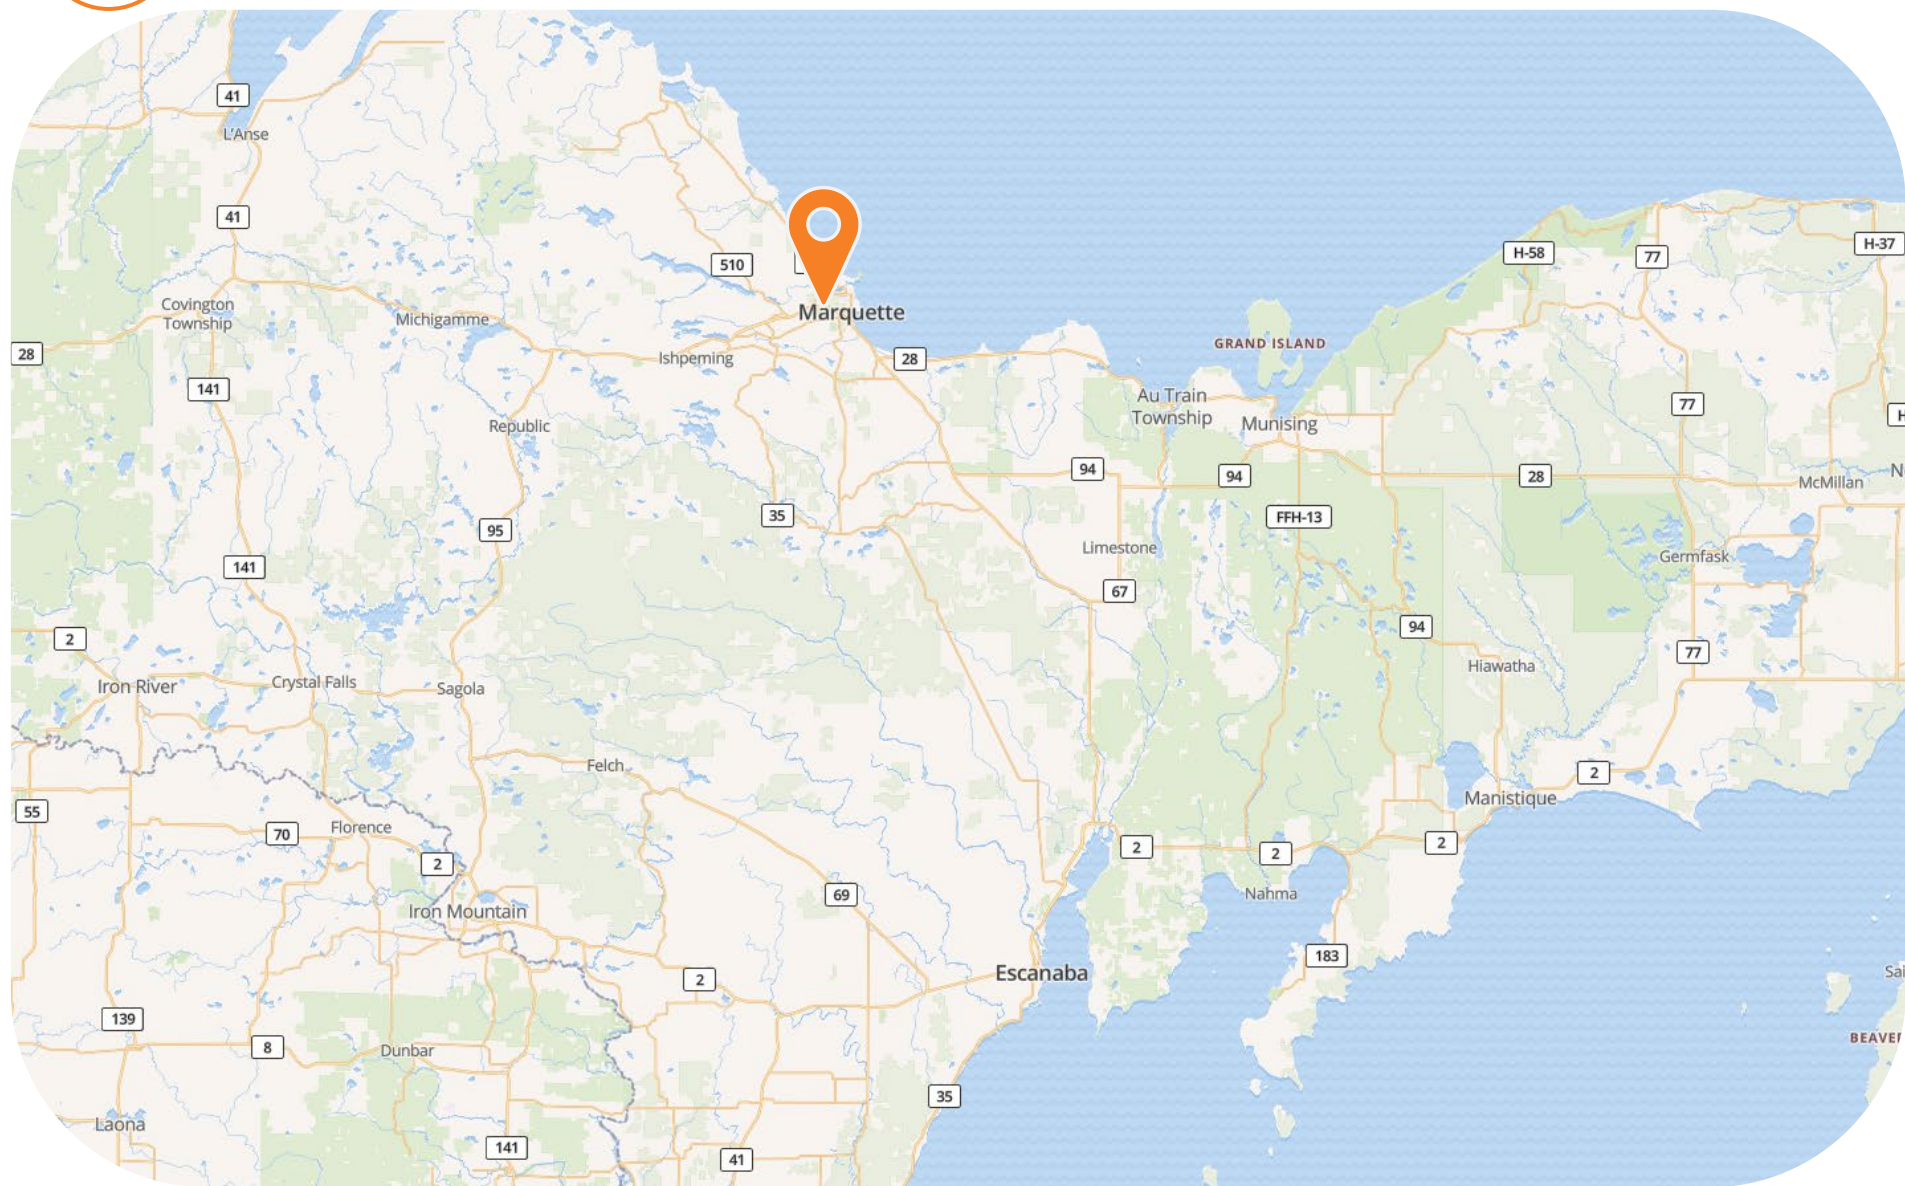 41
L'Anse
41
H-37
H-58
77
510
Covington
Township
Michigamme
Marquette
GRAND ISLAND
28
Ishpeming
28
141
Au Train
Township
77
H
Republic
Munising
94
94
28
McMillan
N
35
FFH-13
95
Limestone
Germfask
141
67
94
2
77
Hiawatha
Iron River
Crystal Falls
Sagola
Felch
2
Manistique
55
70
Florence
2
2
2
2
69
Nahma
Iron Mountain
183
Escanaba
Sai
2
139
BEAVE
8
Dunbar
35
Laona
141
41